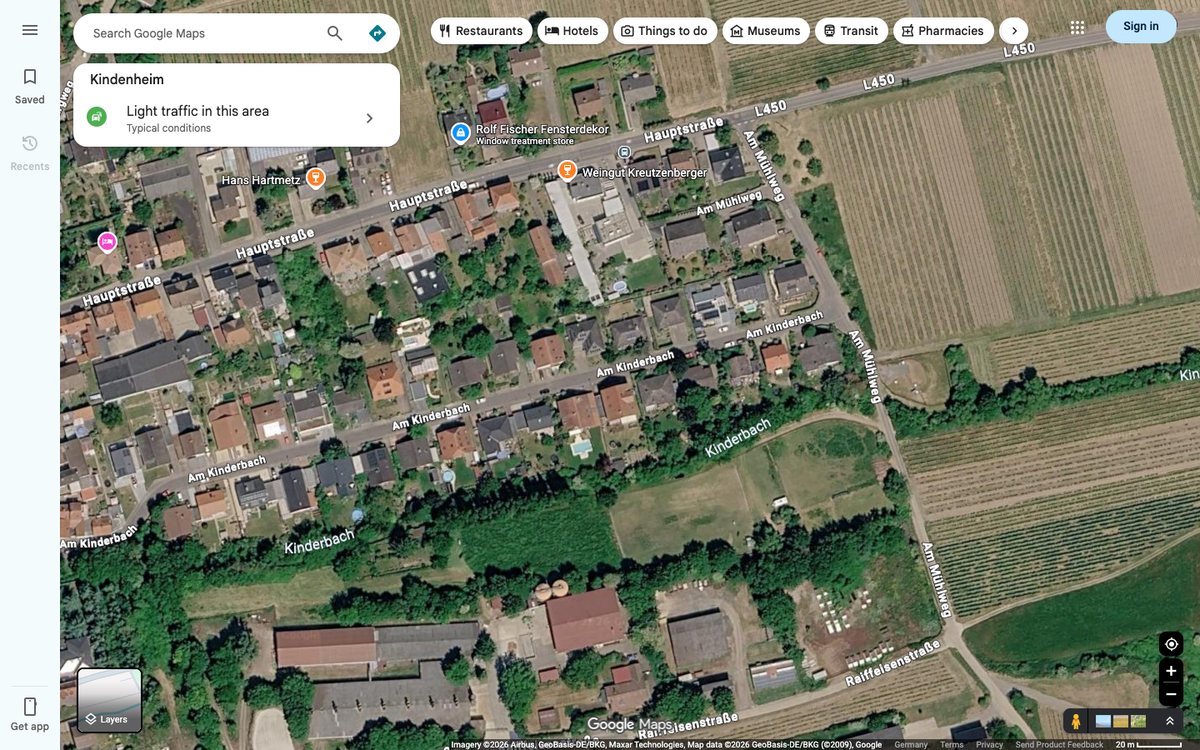 Search Google Maps
Restaurants
Hotels
Things to do
Museums
Transit
Pharmacies
Sign in
Saved
Recents
Kindenheim
Light traffic in this area
Typical conditions
L450
L450
L450
Hauptstraße
Rolf Fischer Fensterdekor
Window treatment store
Weingut Kreutzenberger
Hans Hartmetz
Hauptstraße
Am Mühlweg
Am Mühlweg
Hauptstraße
Hauptstraße
Am Kinderbach
Am Mühlweg
Am Kinderbach
Kin
Am Kinderbach
Kinderbach
Am Kinderbach
Am Kinderbach
Kinderbach
Am Mühlweg
Raiffeisenstraße
Raiffeisenstraße
Layers
Get app
Google Maps
Imagery ©2026 Airbus, GeoBasis-DE/BKG, Maxar Technologies, Map data ©2026 GeoBasis-DE/BKG (©2009), Google
Germany
Terms
Privacy
Send Product Feedback
20 m